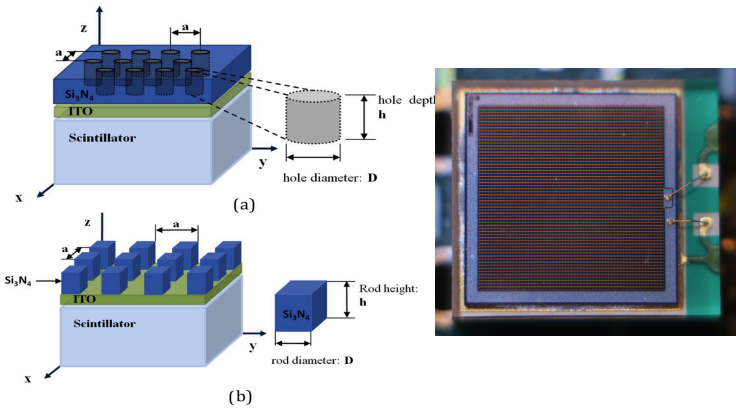 z
a
a
Si₃N₄
ITO
Scintillator
hole depth
h
y
hole diameter: D
x
(a)
z
a
a
Si₃N₄
ITO
Scintillator
Rod height:
h
Si₃N₄
y
rod diameter: D
x
(b)